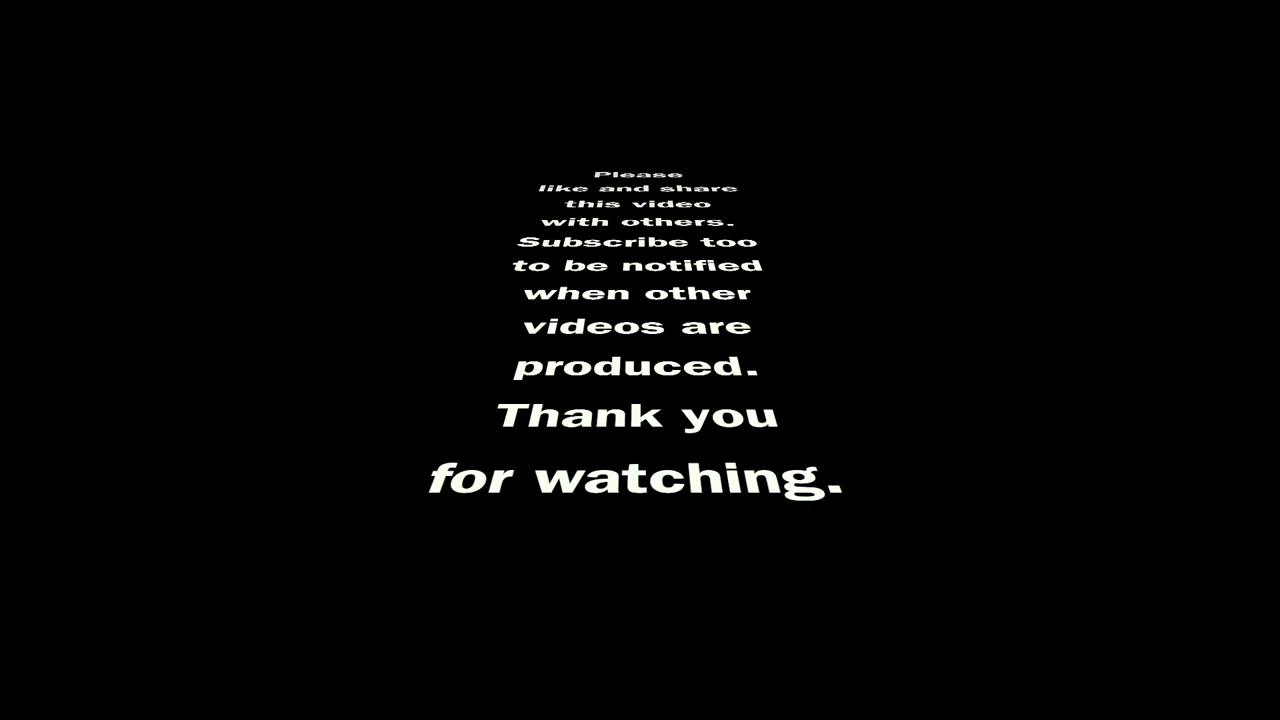 Please
like and share
this video
with others.
Subscribe too
to be notified
when other
videos are
produced.
Thank you
for watching.